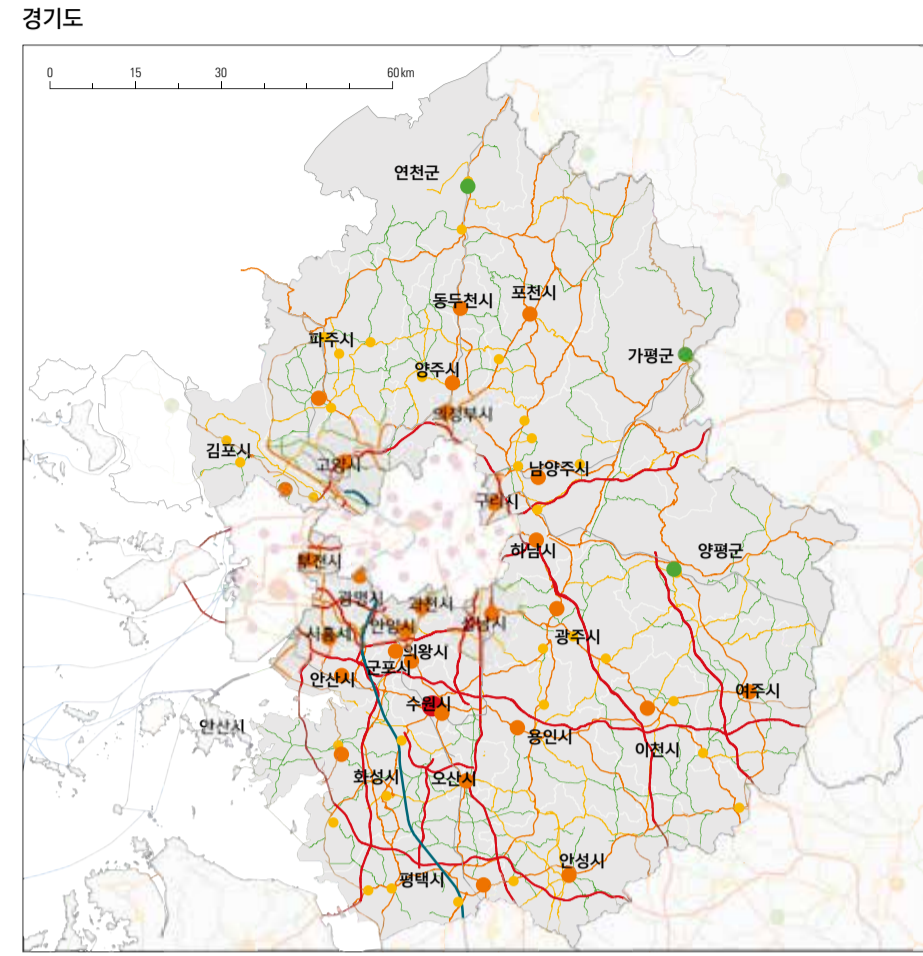 경기도
0 15 30 60km
연천군
동두천시
포천시
파주시
가평군
양주시
의정부시
김포시
고양시
남양주시
구리시
하남시
양평군
부천시
광명시
과천시
시흥시
안양시
성남시
광주시
의왕시
군포시
안산시
여주시
수원시
안산시
용인시
이천시
화성시
오산시
안성시
평택시